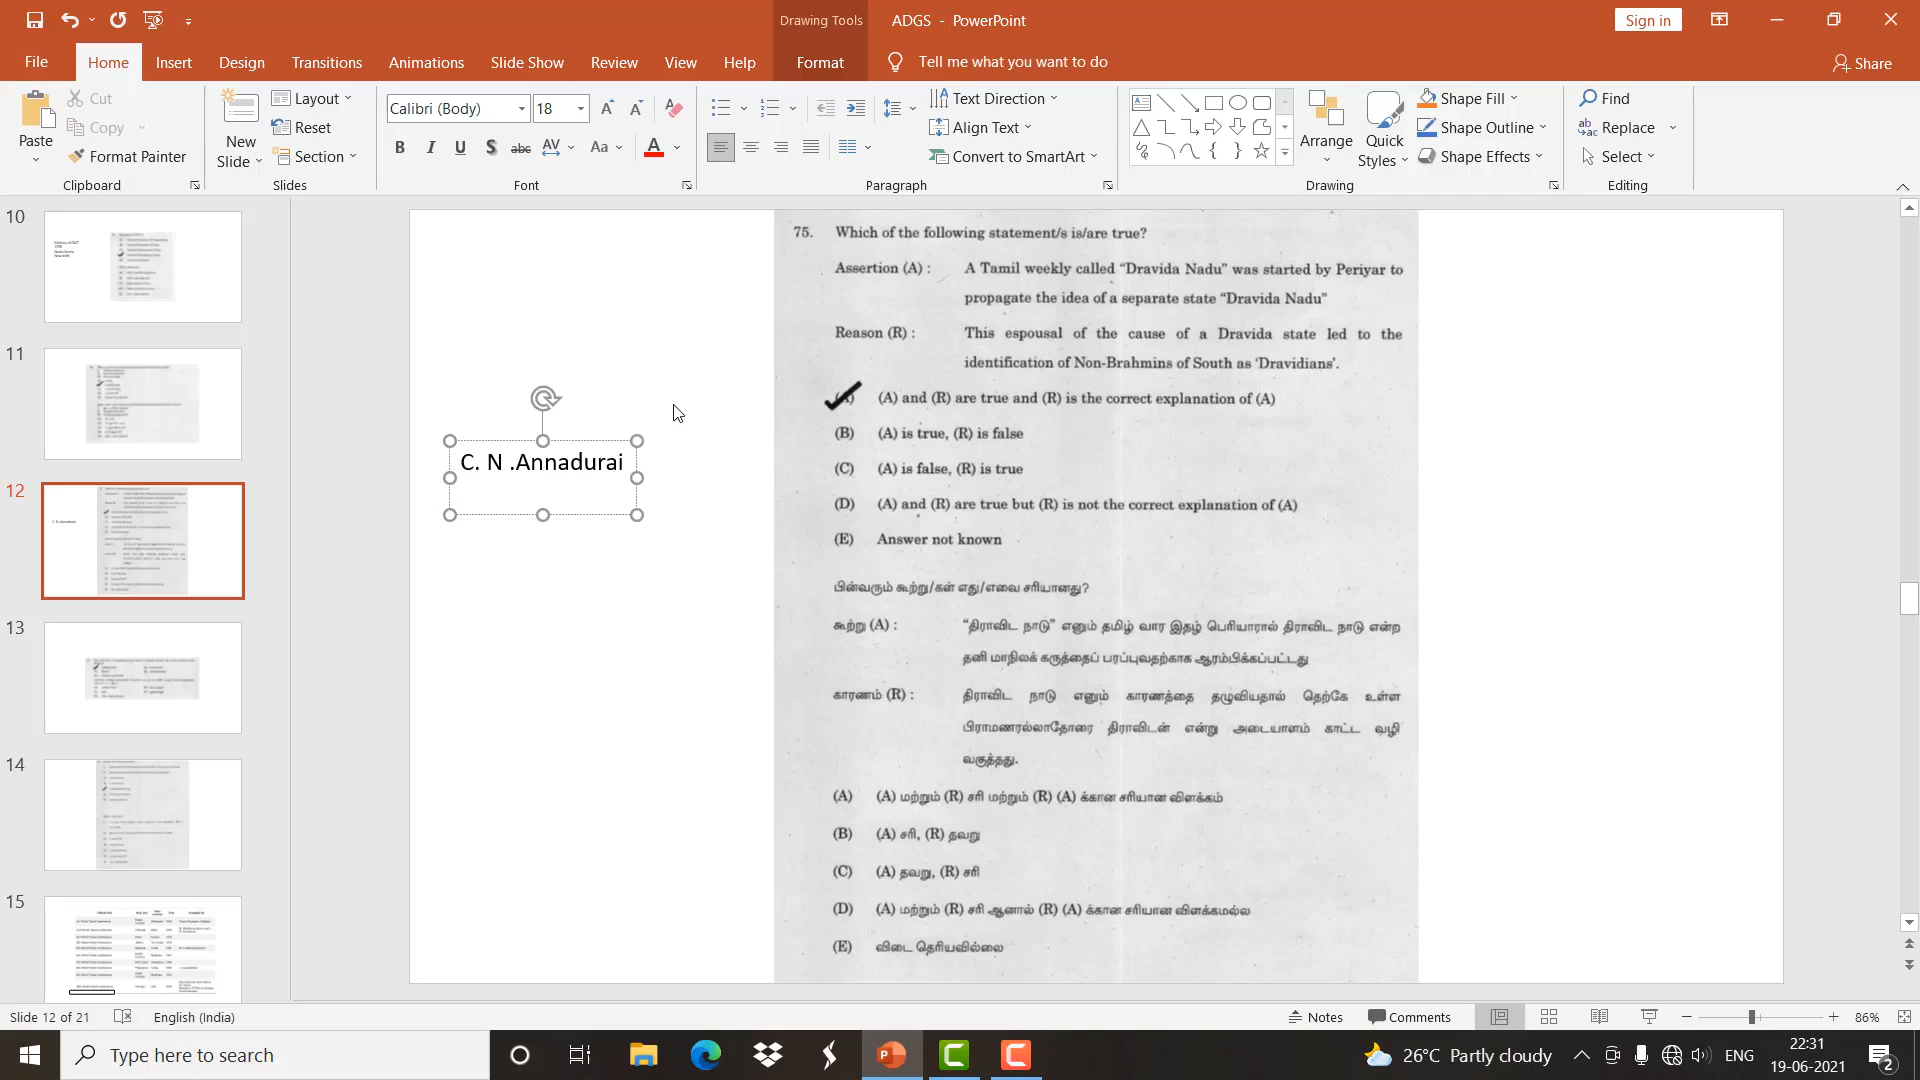 Drawing Tools
ADGS - PowerPoint
Sign in
File
Home
Insert
Design
Transitions
Animations
Slide Show
Review
View
Help
Format
Tell me what you want to do
Share
Paste
Cut
Copy
Format Painter
Clipboard
New
Slide
Layout
Reset
Section
Slides
Calibri (Body)
18
B I U S abc AV Aa A
Font
Text Direction
Align Text
Convert to SmartArt
Paragraph
Arrange
Quick
Styles
Shape Fill
Shape Outline
Shape Effects
Drawing
Find
Replace
Select
Editing
10
11
12
13
14
15
C. N .Annadurai
75. Which of the following statement/s is/are true?
Assertion (A) : A Tamil weekly called “Dravida Nadu” was started by Periyar to
propagate the idea of a separate state “Dravida Nadu”
Reason (R) : This espousal of the cause of a Dravida state led to the
identification of Non-Brahmins of South as ‘Dravidians’.
(A) (A) and (R) are true and (R) is the correct explanation of (A)
(B) (A) is true, (R) is false
(C) (A) is false, (R) is true
(D) (A) and (R) are true but (R) is not the correct explanation of (A)
(E) Answer not known
பின்வரும் கூற்று/கள் எது/எவை சரியானது?
கூற்று (A) : “திராவிட நாடு” எனும் தமிழ் வார இதழ் பெரியாரால் திராவிட நாடு என்ற
தனி மாநிலக் கருத்தைப் பரப்புவதற்காக ஆரம்பிக்கப்பட்டது
காரணம் (R) : திராவிட நாடு எனும் காரணத்தை தழுவியதால் தெற்கே உள்ள
பிராமணரல்லாதோரை திராவிடன் என்று அடையாளம் காட்ட வழி
வகுத்தது.
(A) (A) மற்றும் (R) சரி மற்றும் (R) (A) க்கான சரியான விளக்கம்
(B) (A) சரி, (R) தவறு
(C) (A) தவறு, (R) சரி
(D) (A) மற்றும் (R) சரி ஆனால் (R) (A) க்கான சரியான விளக்கமல்ல
(E) விடை தெரியவில்லை
Slide 12 of 21
English (India)
Notes
Comments
86%
Type here to search
26°C Partly cloudy
ENG
22:31
19-06-2021
2